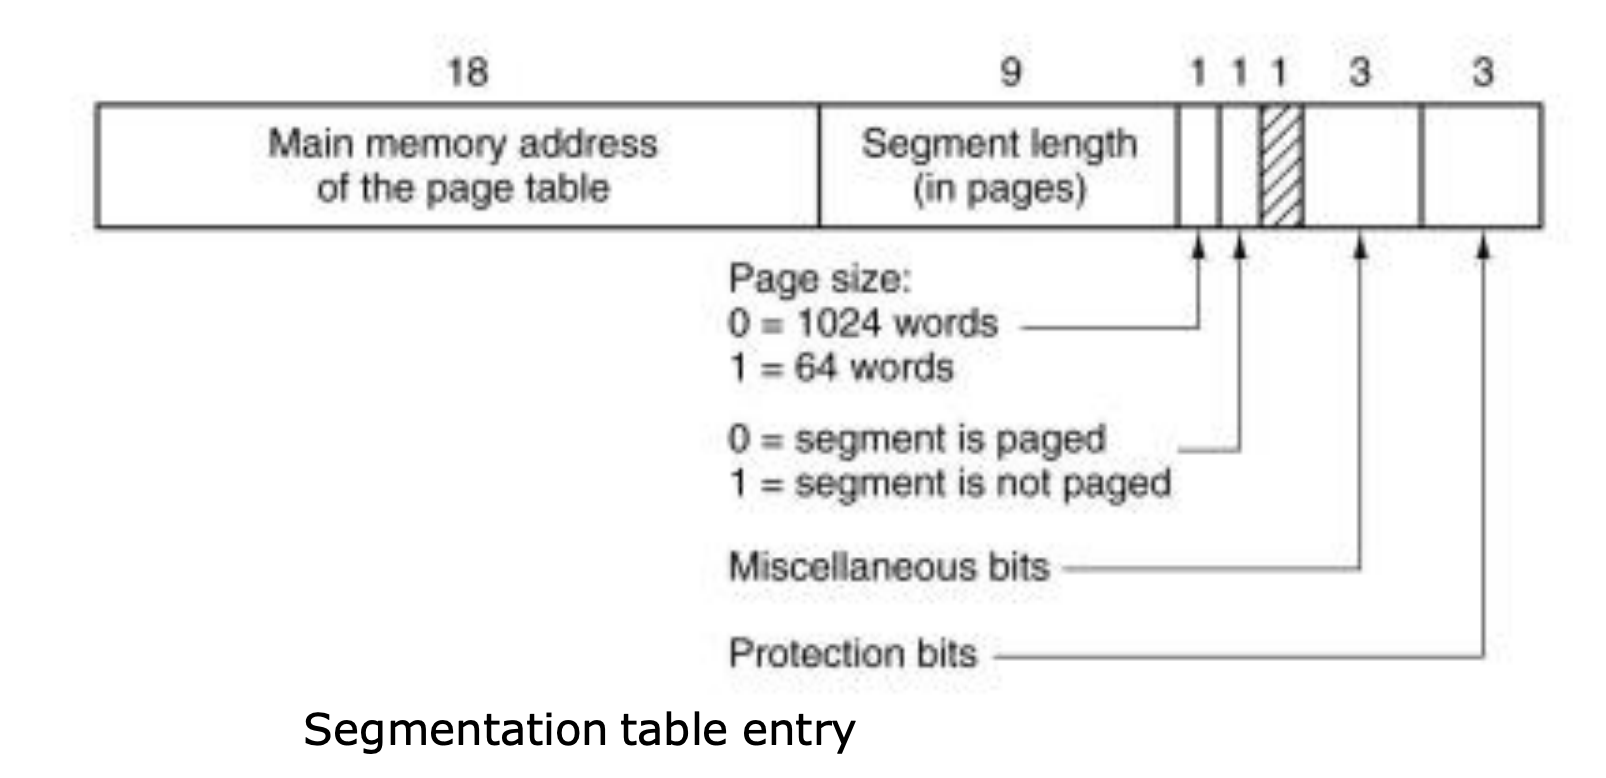 18 9 1 1 1 3 3
Main memory address
of the page table
Segment length
(in pages)
Page size:
0 = 1024 words
1 = 64 words
0 = segment is paged
1 = segment is not paged
Miscellaneous bits
Protection bits
Segmentation table entry